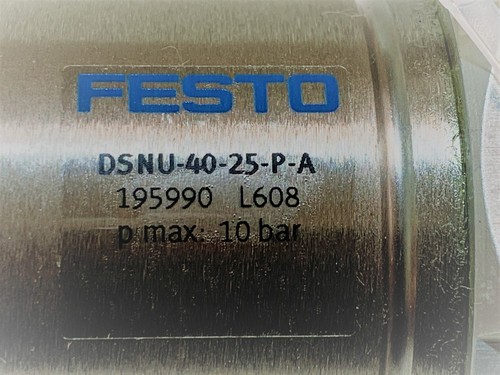 FESTO
DSNU-40-25-P-A
195990 L608
p max: 10 bar